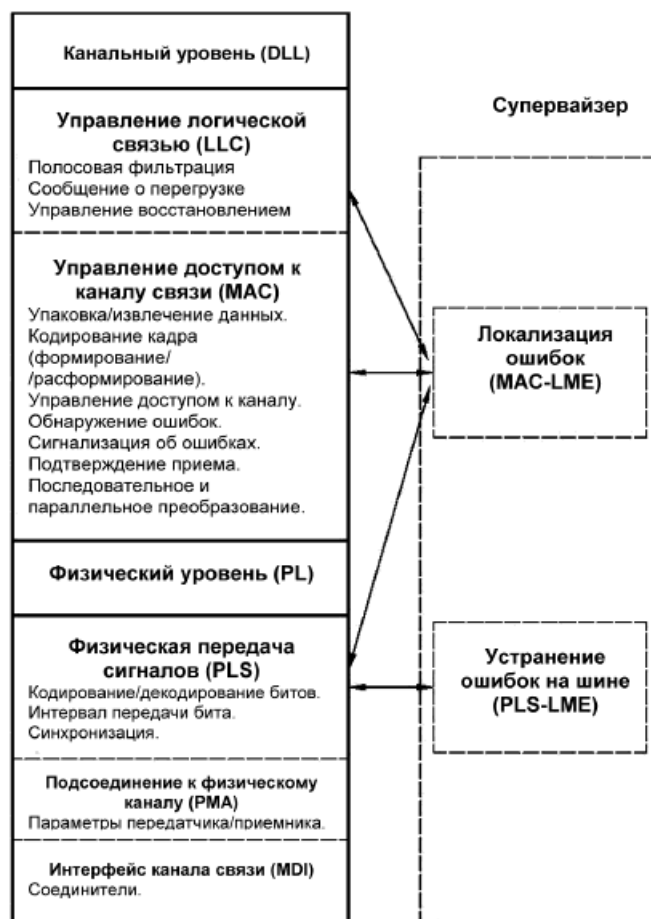 Канальный уровень (DLL)
Управление логической
связью (LLC)
Полосовая фильтрация
Сообщение о перегрузке
Управление восстановлением
Управление доступом к
каналу связи (MAC)
Упаковка/извлечение данных.
Кодирование кадра
(формирование/
/расформирование).
Управление доступом к каналу.
Обнаружение ошибок.
Сигнализация об ошибках.
Подтверждение приема.
Последовательное и
параллельное преобразование.
Физический уровень (PL)
Физическая передача
сигналов (PLS)
Кодирование/декодирование битов.
Интервал передачи бита.
Синхронизация.
Подсоединение к физическому
каналу (PMA)
Параметры передатчика/приемника.
Интерфейс канала связи (MDI)
Соединители.
Супервайзер
Локализация
ошибок
(MAC-LME)
Устранение
ошибок на шине
(PLS-LME)